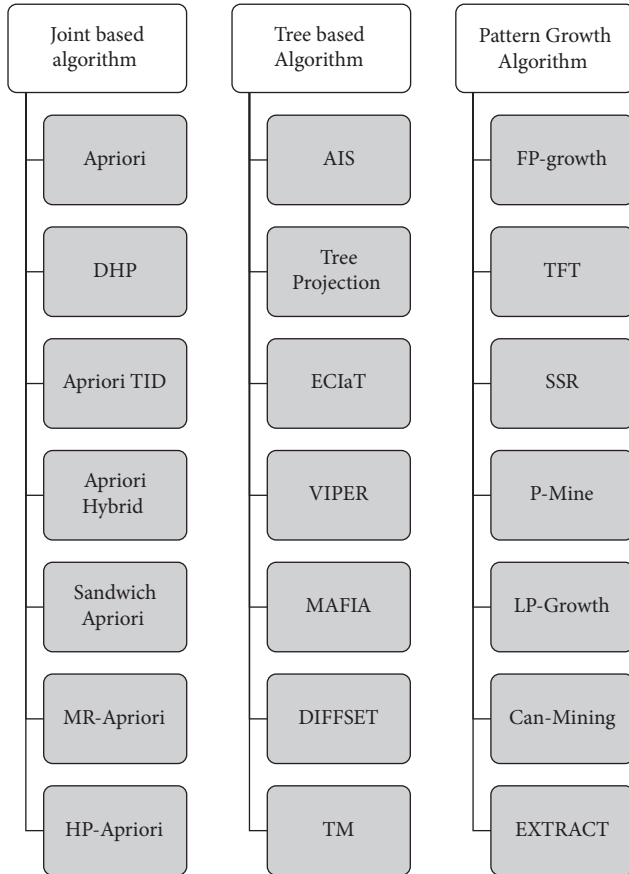 Joint based
algorithm
Apriori
DHP
Apriori TID
Apriori
Hybrid
Sandwich
Apriori
MR-Apriori
HP-Apriori
Tree based
Algorithm
AIS
Tree
Projection
ECIaT
VIPER
MAFIA
DIFFSET
TM
Pattern Growth
Algorithm
FP-growth
TFT
SSR
P-Mine
LP-Growth
Can-Mining
EXTRACT